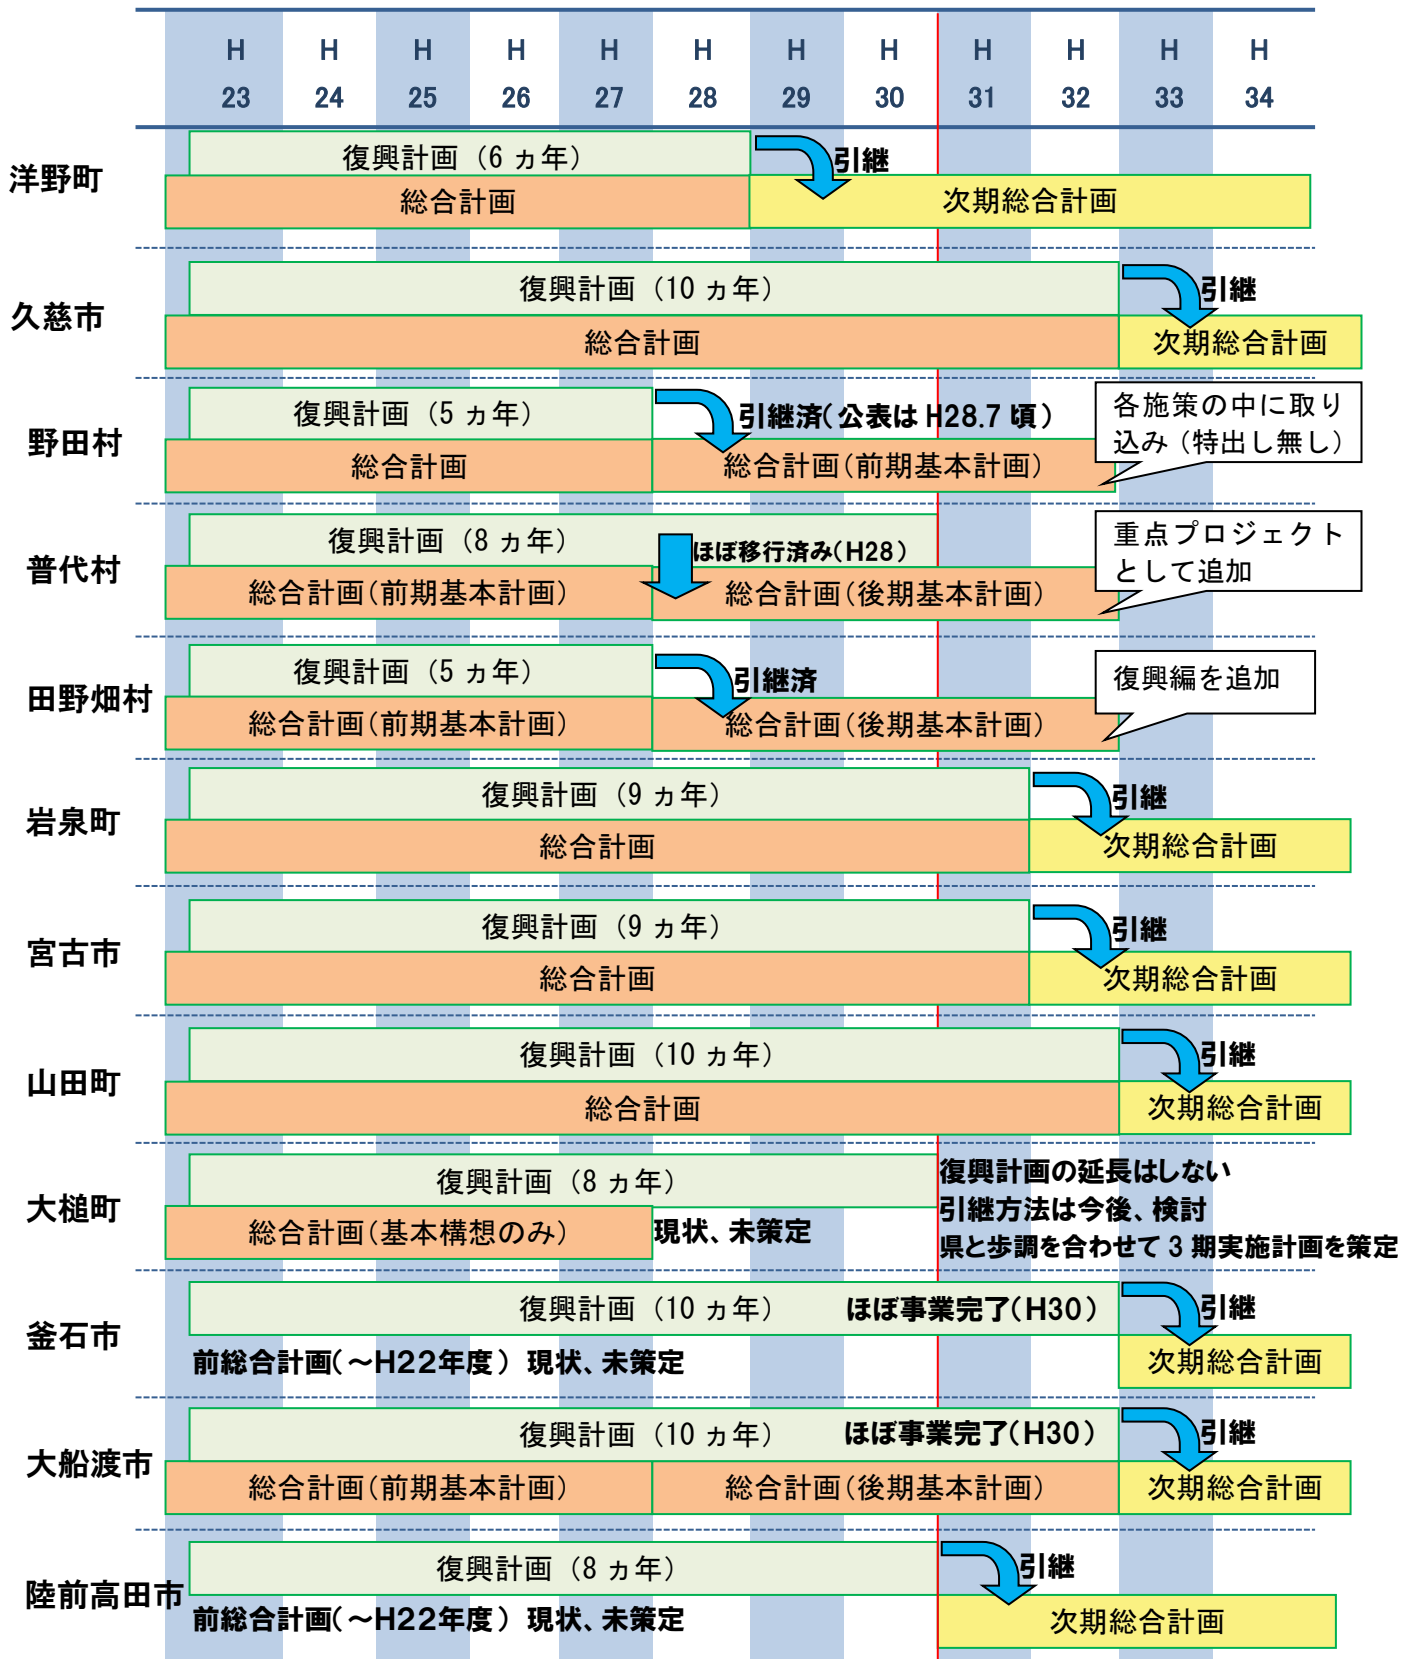 H H H H H H H H H H H H
23 24 25 26 27 28 29 30 31 32 33 34
洋野町
復興計画（6 ヵ年）
引継
総合計画
次期総合計画
久慈市
復興計画（10 ヵ年）
引継
総合計画
次期総合計画
野田村
復興計画（5 ヵ年）
引継済（公表は H28.7 頃）
総合計画
総合計画（前期基本計画）
各施策の中に取り
込み（特出し無し）
普代村
復興計画（8 ヵ年）
ほぼ移行済み（H28）
総合計画（前期基本計画）
総合計画（後期基本計画）
重点プロジェクト
として追加
田野畑村
復興計画（5 ヵ年）
引継済
総合計画（前期基本計画）
総合計画（後期基本計画）
復興編を追加
岩泉町
復興計画（9 ヵ年）
引継
総合計画
次期総合計画
宮古市
復興計画（9 ヵ年）
引継
総合計画
次期総合計画
山田町
復興計画（10 ヵ年）
引継
総合計画
次期総合計画
大槌町
復興計画（8 ヵ年）
総合計画（基本構想のみ）
現状、未策定
復興計画の延長はしない
引継方法は今後、検討
県と歩調を合わせて 3 期実施計画を策定
釜石市
復興計画（10 ヵ年）
ほぼ事業完了（H30）
引継
前総合計画（～H22年度） 現状、未策定
次期総合計画
大船渡市
復興計画（10 ヵ年）
ほぼ事業完了（H30）
引継
総合計画（前期基本計画）
総合計画（後期基本計画）
次期総合計画
陸前高田市
復興計画（8 ヵ年）
引継
前総合計画（～H22年度） 現状、未策定
次期総合計画